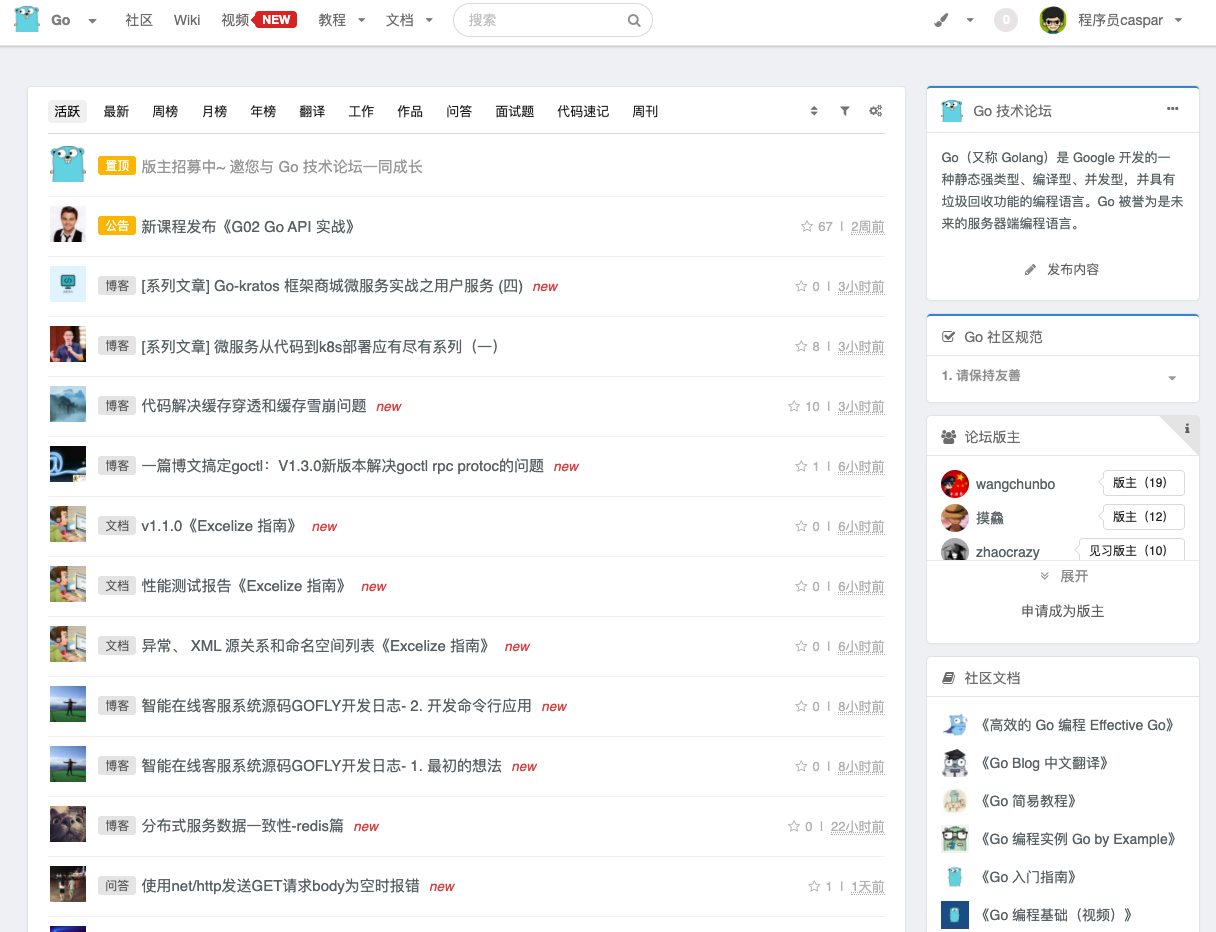 Go 社区 Wiki 视频 NEW 教程 文档 搜索 0 程序员caspar
活跃 最新 周榜 月榜 年榜 翻译 工作 作品 问答 面试题 代码速记 周刊
置顶 版主招募中~ 邀您与 Go 技术论坛一同成长
公告 新课程发布《G02 Go API 实战》 67 | 2周前
博客 [系列文章] Go-kratos 框架商城微服务实战之用户服务 (四) new 0 | 3小时前
博客 [系列文章] 微服务从代码到k8s部署应有尽有系列（一） 8 | 3小时前
博客 代码解决缓存穿透和缓存雪崩问题 new 10 | 3小时前
博客 一篇博文搞定goctl：V1.3.0新版本解决goctl rpc protoc的问题 new 1 | 6小时前
文档 v1.1.0《Excelize 指南》 new 0 | 6小时前
文档 性能测试报告《Excelize 指南》 new 0 | 6小时前
文档 异常、 XML 源关系和命名空间列表《Excelize 指南》 new 0 | 6小时前
博客 智能在线客服系统源码GOFLY开发日志- 2. 开发命令行应用 new 0 | 8小时前
博客 智能在线客服系统源码GOFLY开发日志- 1. 最初的想法 new 0 | 8小时前
博客 分布式服务数据一致性-redis篇 new 0 | 22小时前
问答 使用net/http发送GET请求body为空时报错 new 1 | 1天前
Go 技术论坛
Go（又称 Golang）是 Google 开发的一
种静态强类型、编译型、并发型，并具有
垃圾回收功能的编程语言。Go 被誉为是未
来的服务器端编程语言。
发布内容
Go 社区规范
1. 请保持友善
论坛版主
wangchunbo 版主（19）
摸鱻 版主（12）
zhaocrazy 见习版主（10）
展开
申请成为版主
社区文档
《高效的 Go 编程 Effective Go》
《Go Blog 中文翻译》
《Go 简易教程》
《Go 编程实例 Go by Example》
《Go 入门指南》
《Go 编程基础（视频）》